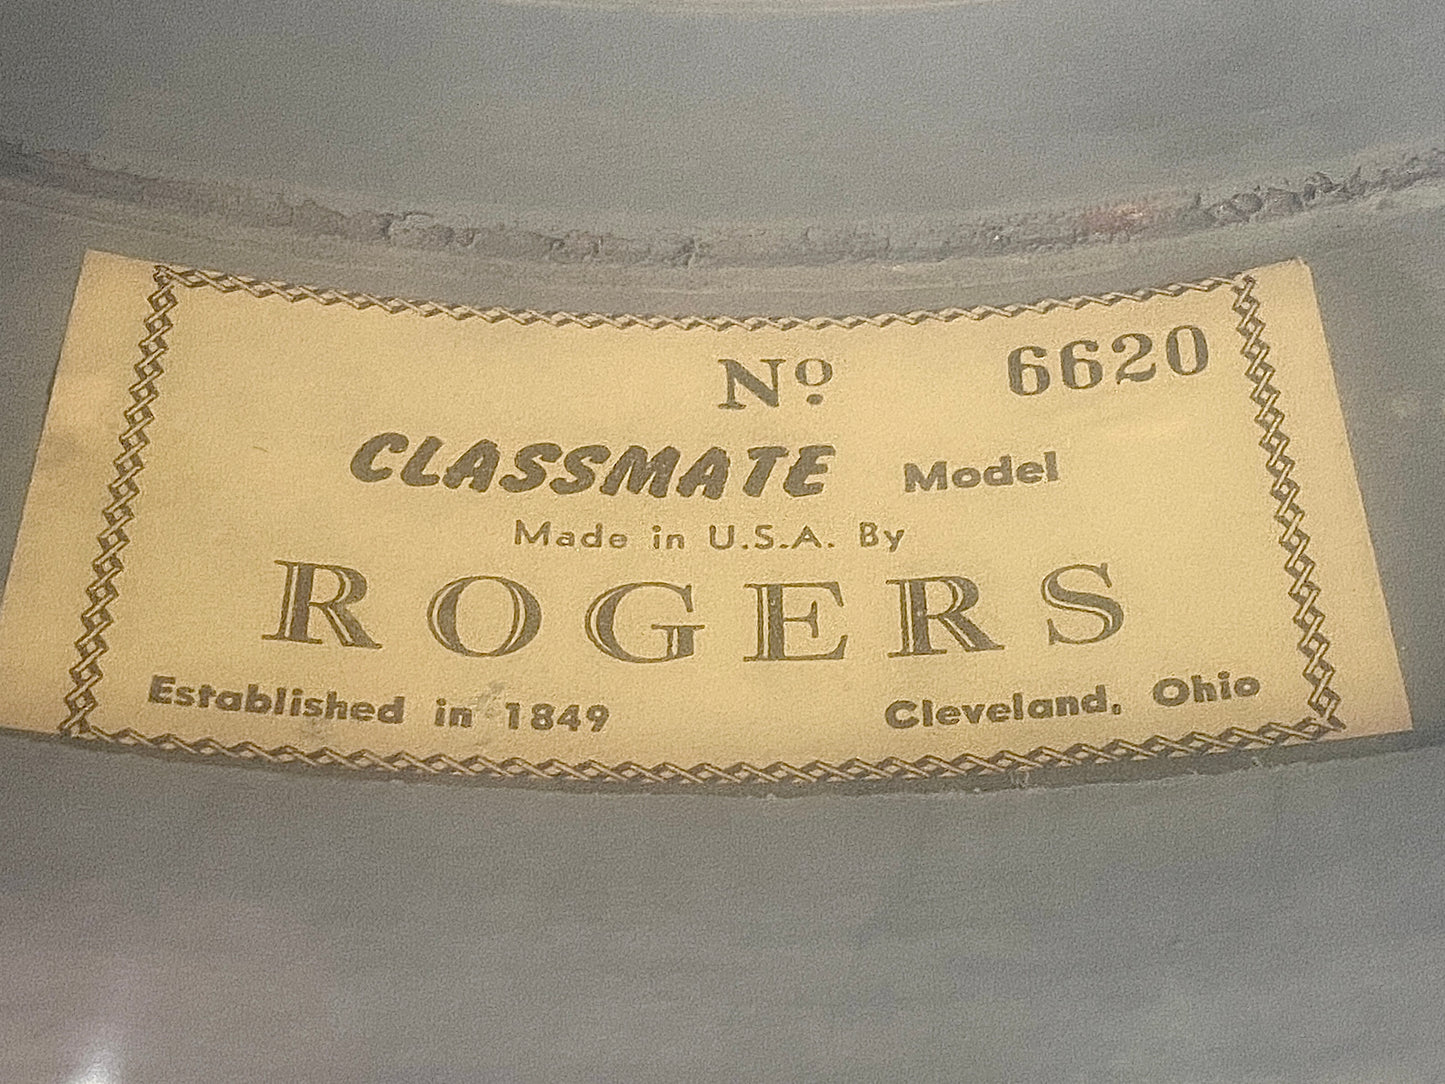 Nº 6620
CLASSMATE Model
Made in U.S.A. By
ROGERS
Established in 1849 Cleveland, Ohio